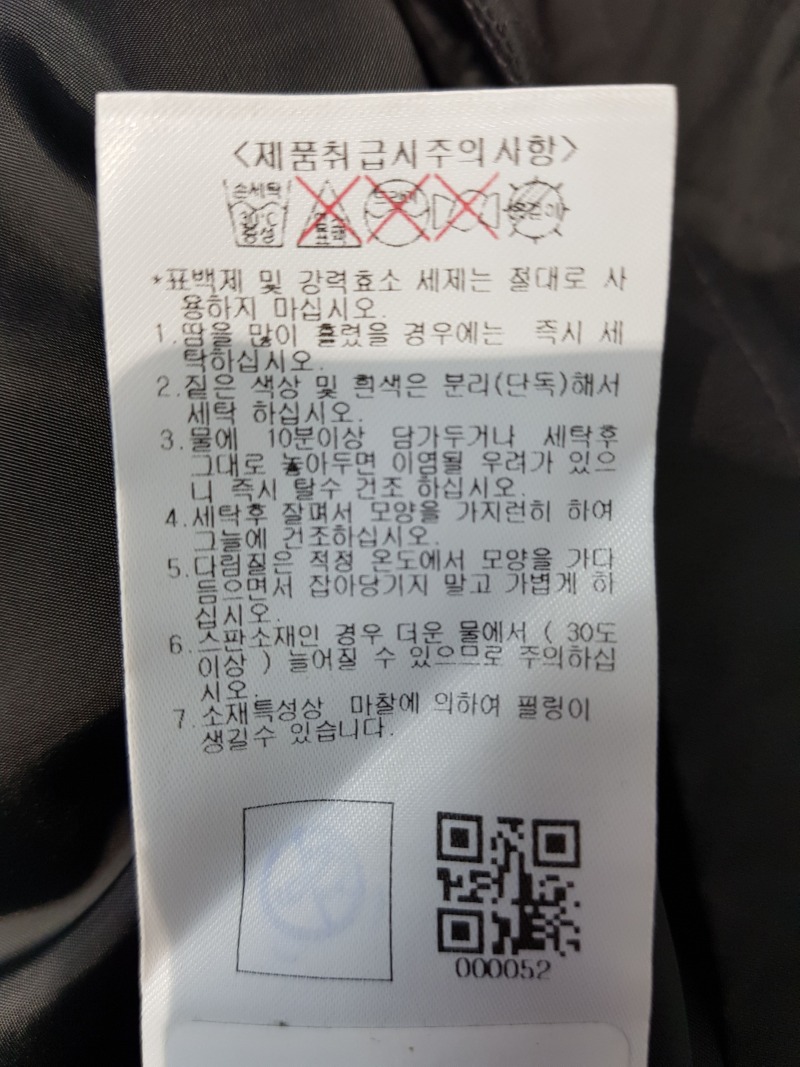 <제품취급시주의사항>
손세탁
30℃
중성
*표백제 및 강력효소 세제는 절대로 사
용하지 마십시오.
1.땀을 많이 흘렸을 경우에는 즉시 세
탁하십시오.
2.짙은 색상 및 흰색은 분리(단독)해서
세탁 하십시오.
3.물에 10분이상 담가두거나 세탁후
그대로 놓아두면 이염될 우려가 있으
니 즉시 탈수 건조 하십시오.
4.세탁후 잘펴서 모양을 가지런히 하여
그늘에 건조하십시오.
5.다림질은 적정 온도에서 모양을 가다
듬으면서 잡아당기지 말고 가볍게 하
십시오.
6.스판소재인 경우 더운 물에서 ( 30도
이상 ) 늘어질 수 있으므로 주의하십
시오.
7.소재특성상 마찰에 의하여 필링이
생길수 있습니다.
000052